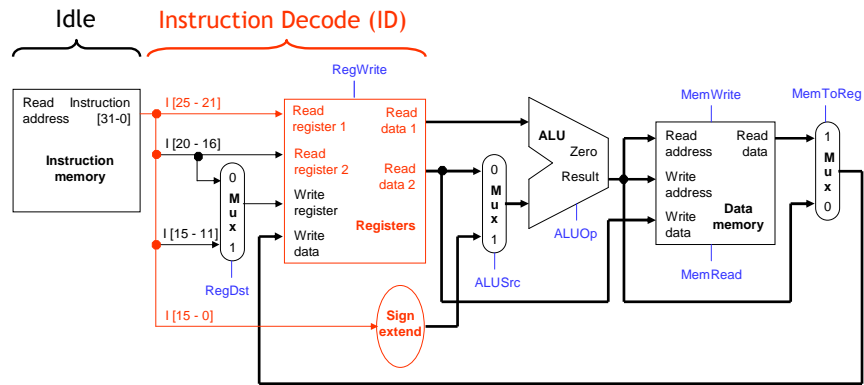 Idle
Instruction Decode (ID)
RegWrite
Read address
Instruction [31-0]
Instruction memory
I [25 - 21]
I [20 - 16]
I [15 - 11]
I [15 - 0]
0
Mux
1
RegDst
Read register 1
Read register 2
Write register
Write data
Read data 1
Read data 2
Registers
Sign extend
0
Mux
1
ALUSrc
ALU
Zero
Result
ALUOp
MemWrite
Read address
Write address
Write data
Read data
Data memory
MemRead
MemToReg
1
Mux
0